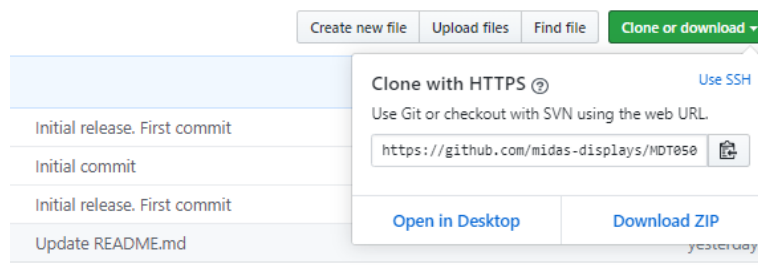 Create new file Upload files Find file Clone or download
Clone with HTTPS ? Use SSH
Use Git or checkout with SVN using the web URL.
Initial release. First commit
https://github.com/midas-displays/MDT050
Initial commit
Initial release. First commit
Open in Desktop Download ZIP
Update README.md yesterday